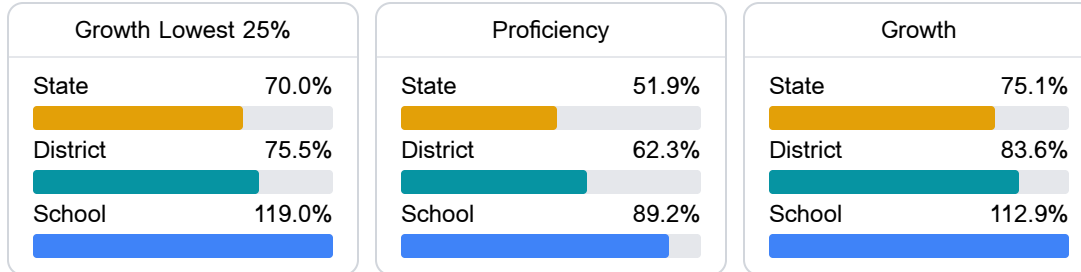 Growth Lowest 25%
State 70.0%
District 75.5%
School 119.0%
Proficiency
State 51.9%
District 62.3%
School 89.2%
Growth
State 75.1%
District 83.6%
School 112.9%